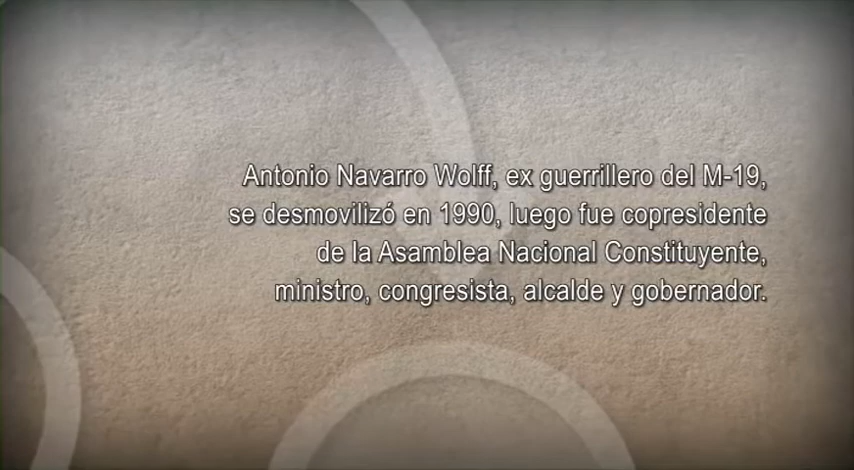 Antonio Navarro Wolff, ex guerrillero del M-19,
se desmovilizó en 1990, luego fue copresidente
de la Asamblea Nacional Constituyente,
ministro, congresista, alcalde y gobernador.